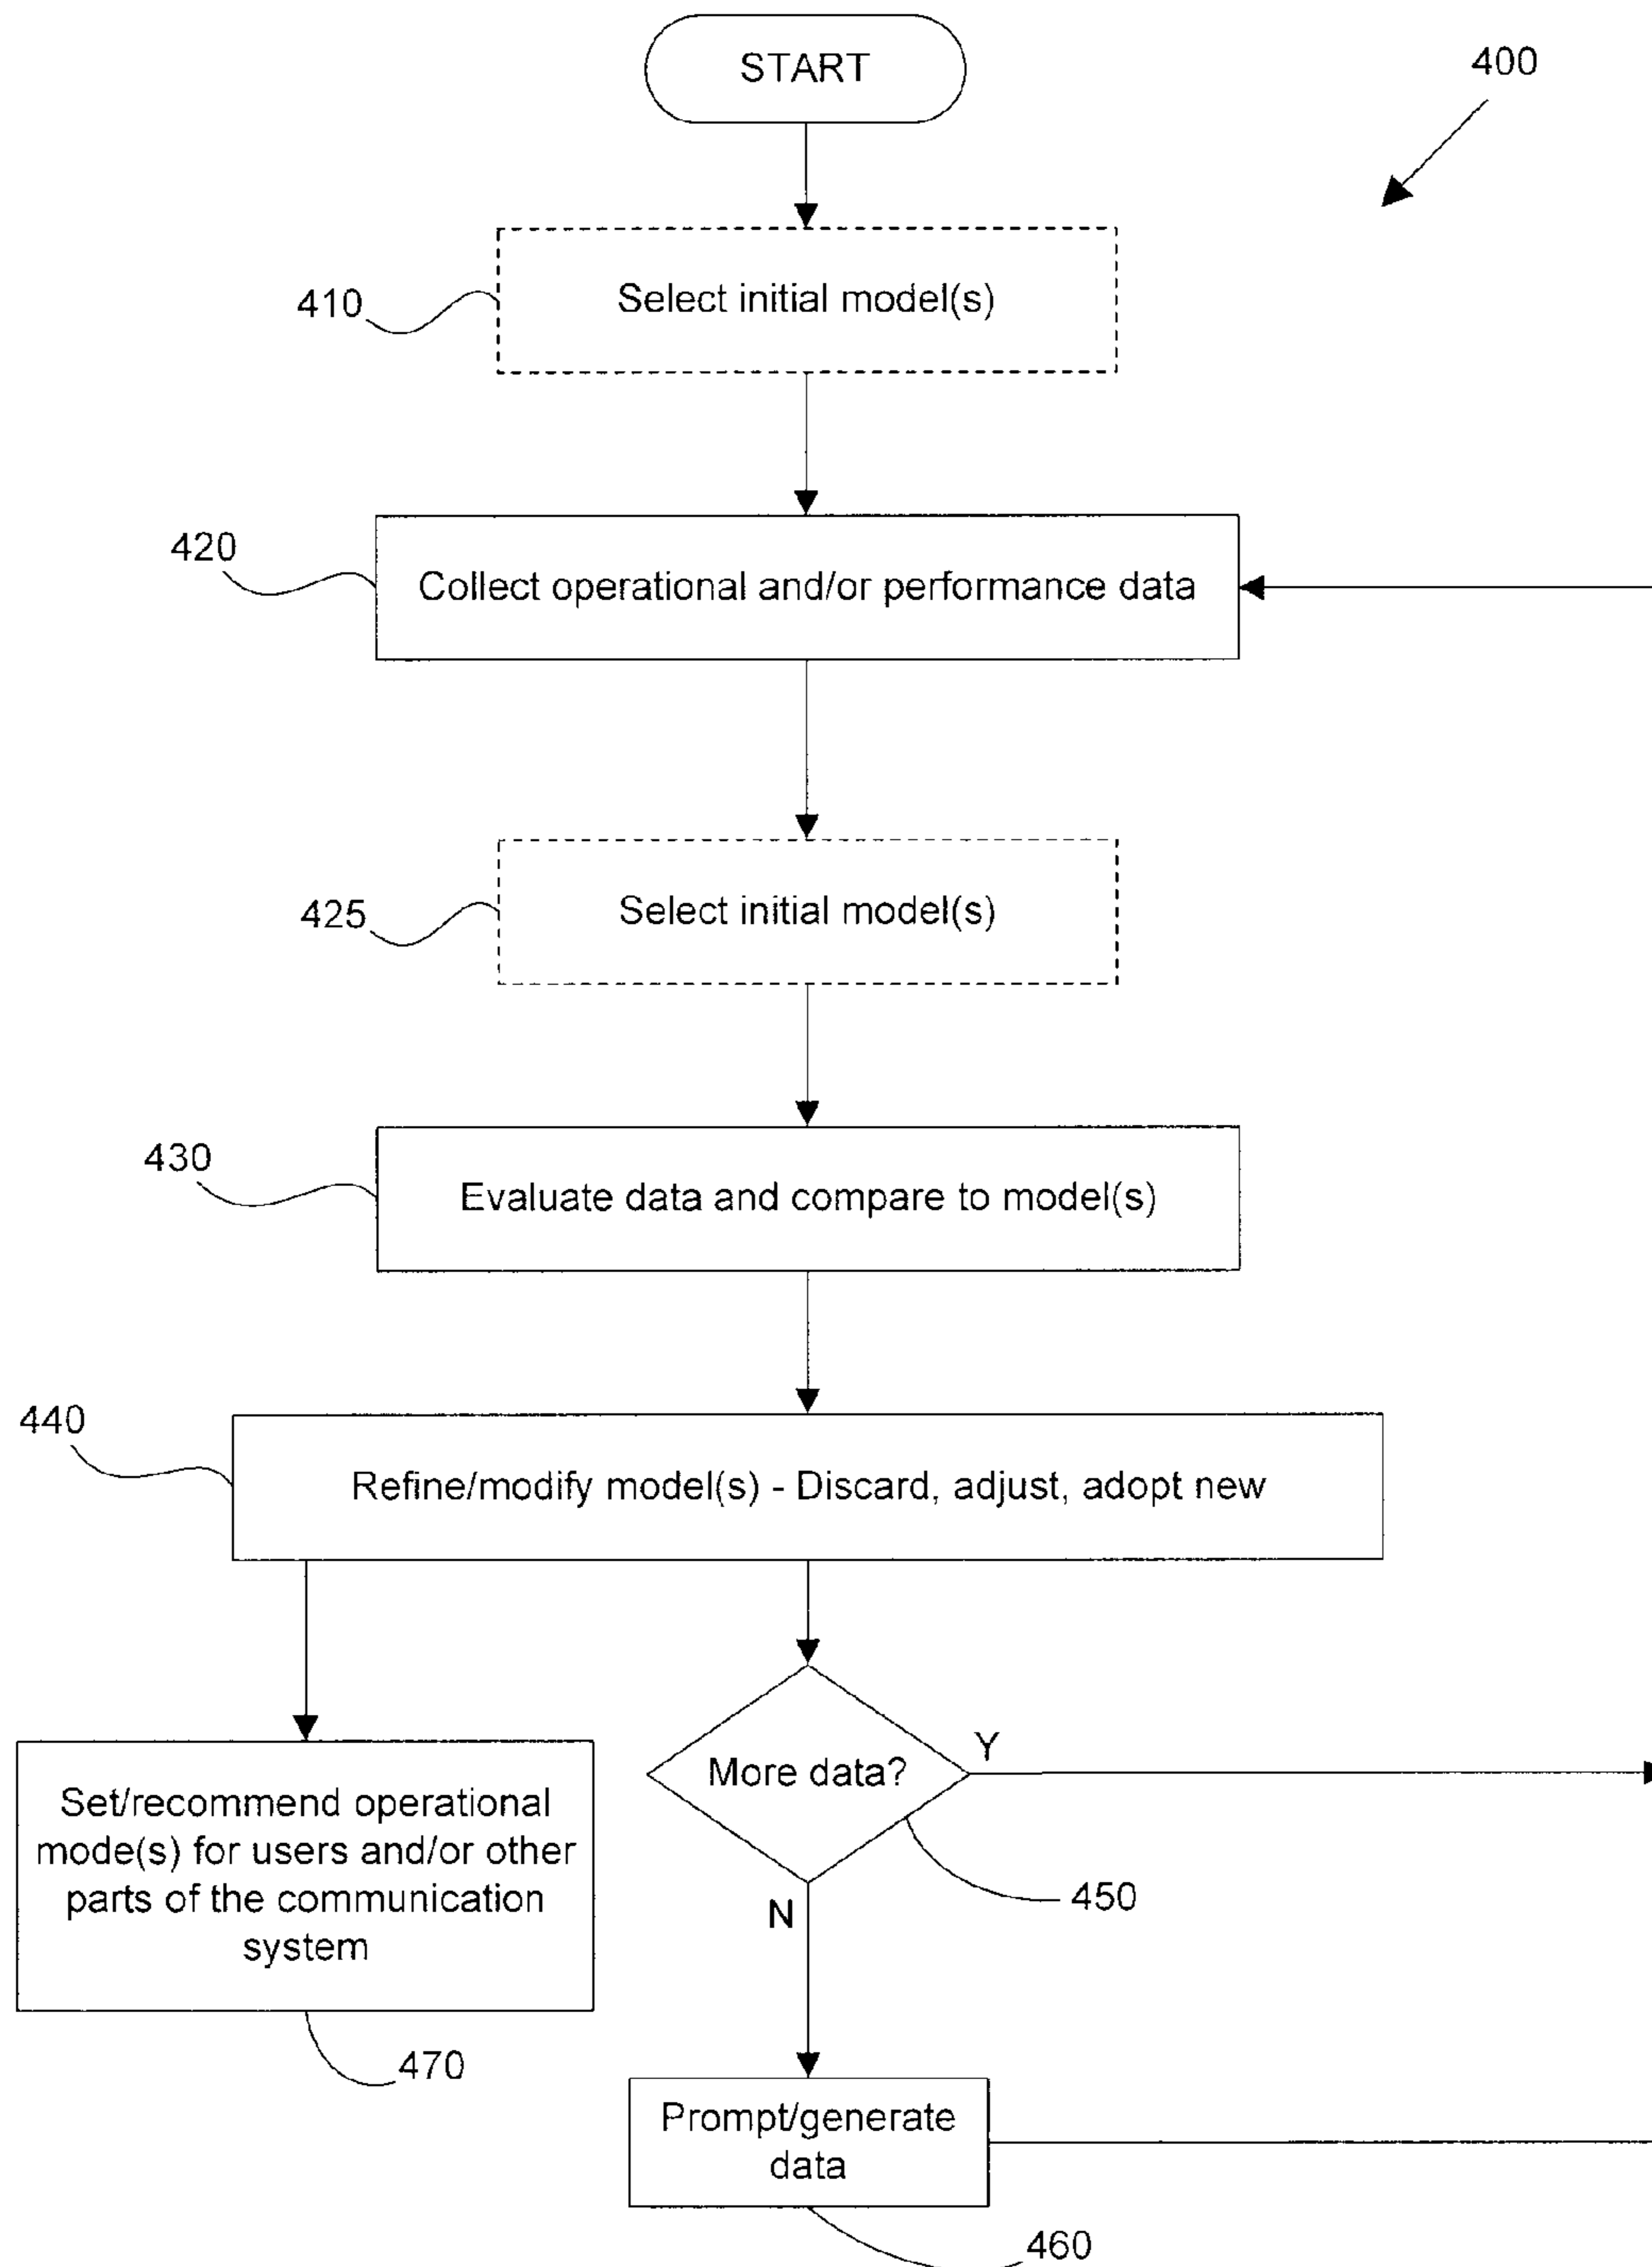 START
400
410
Select initial model(s)
420
Collect operational and/or performance data
425
Select initial model(s)
430
Evaluate data and compare to model(s)
440
Refine/modify model(s) - Discard, adjust, adopt new
Set/recommend operational
mode(s) for users and/or other
parts of the communication
system
470
More data?
Y
N
450
Prompt/generate
data
460